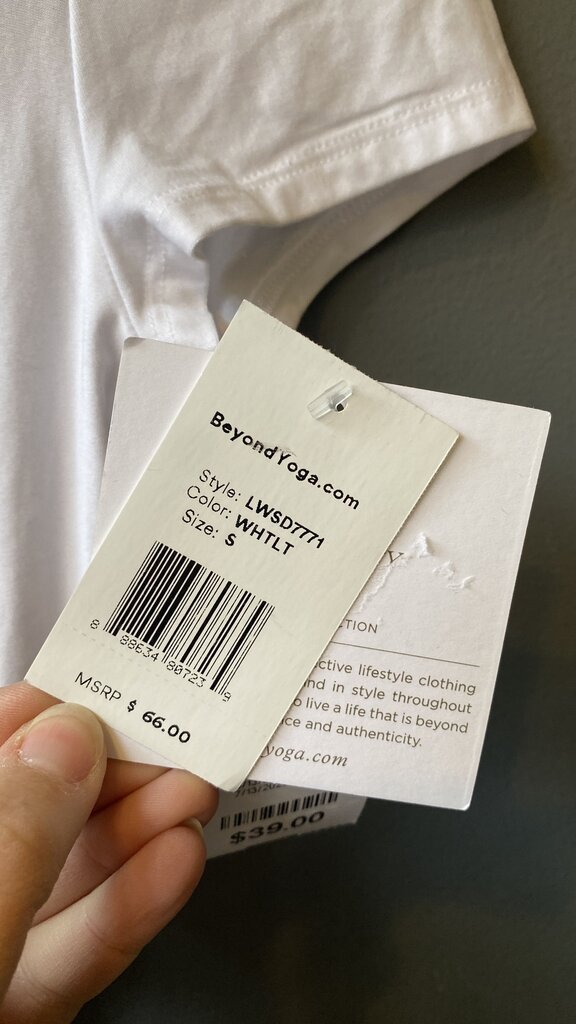 BeyondYoga.com
Style: LWSD7771
Color: WHTLT
Size: S
8 88634 80723 9
MSRP $ 66.00
y
CTION
ctive lifestyle clothing
nd in style throughout
o live a life that is beyond
ce and authenticity.
yoga.com
$39.00